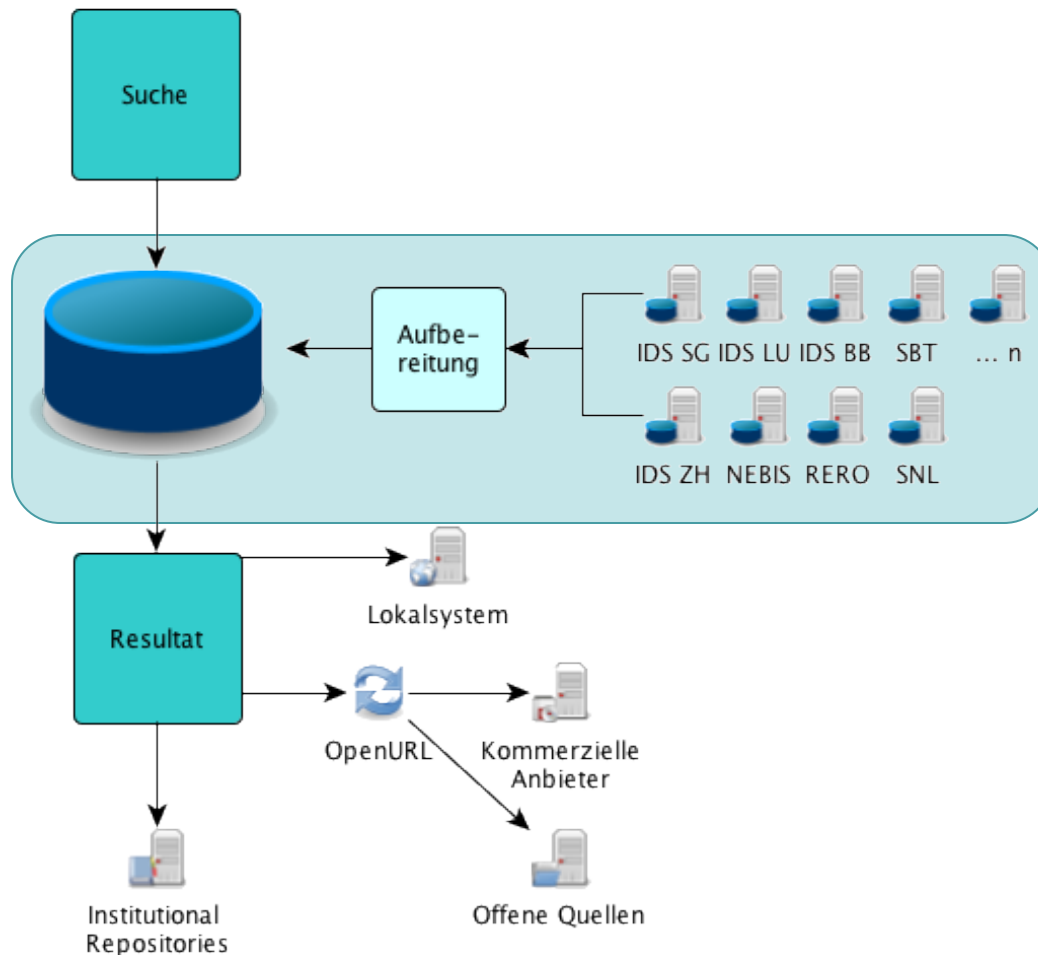 Suche
Aufbe-
reitung
IDS SG IDS LU IDS BB SBT ... n
IDS ZH NEBIS RERO SNL
Lokalsystem
Resultat
OpenURL
Kommerzielle
Anbieter
Institutional
Repositories
Offene Quellen